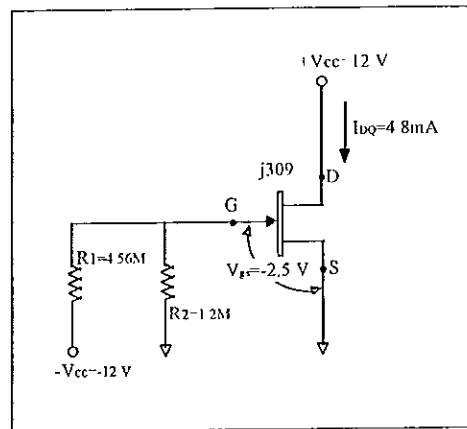 +Vcc=12 V
IDQ=4.8mA
j309
D
G
R1=4.56M
Vgs=-2.5 V
S
R2=1.2M
-Vcc=-12 V